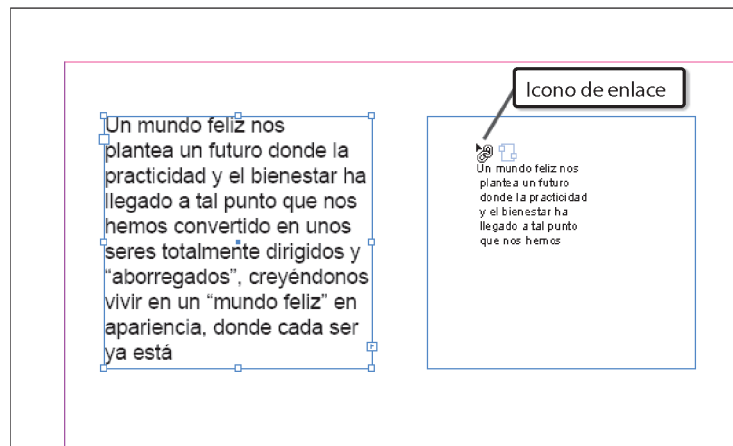 Icono de enlace
Un mundo feliz nos
plantea un futuro donde la
practicidad y el bienestar ha
llegado a tal punto que nos
hemos convertido en unos
seres totalmente dirigidos y
“aborregados”, creyéndonos
vivir en un “mundo feliz” en
apariencia, donde cada ser
ya está
Un mundo feliz nos
plantea un futuro
donde la practicidad
y el bienestar ha
llegado a tal punto
que nos hemos